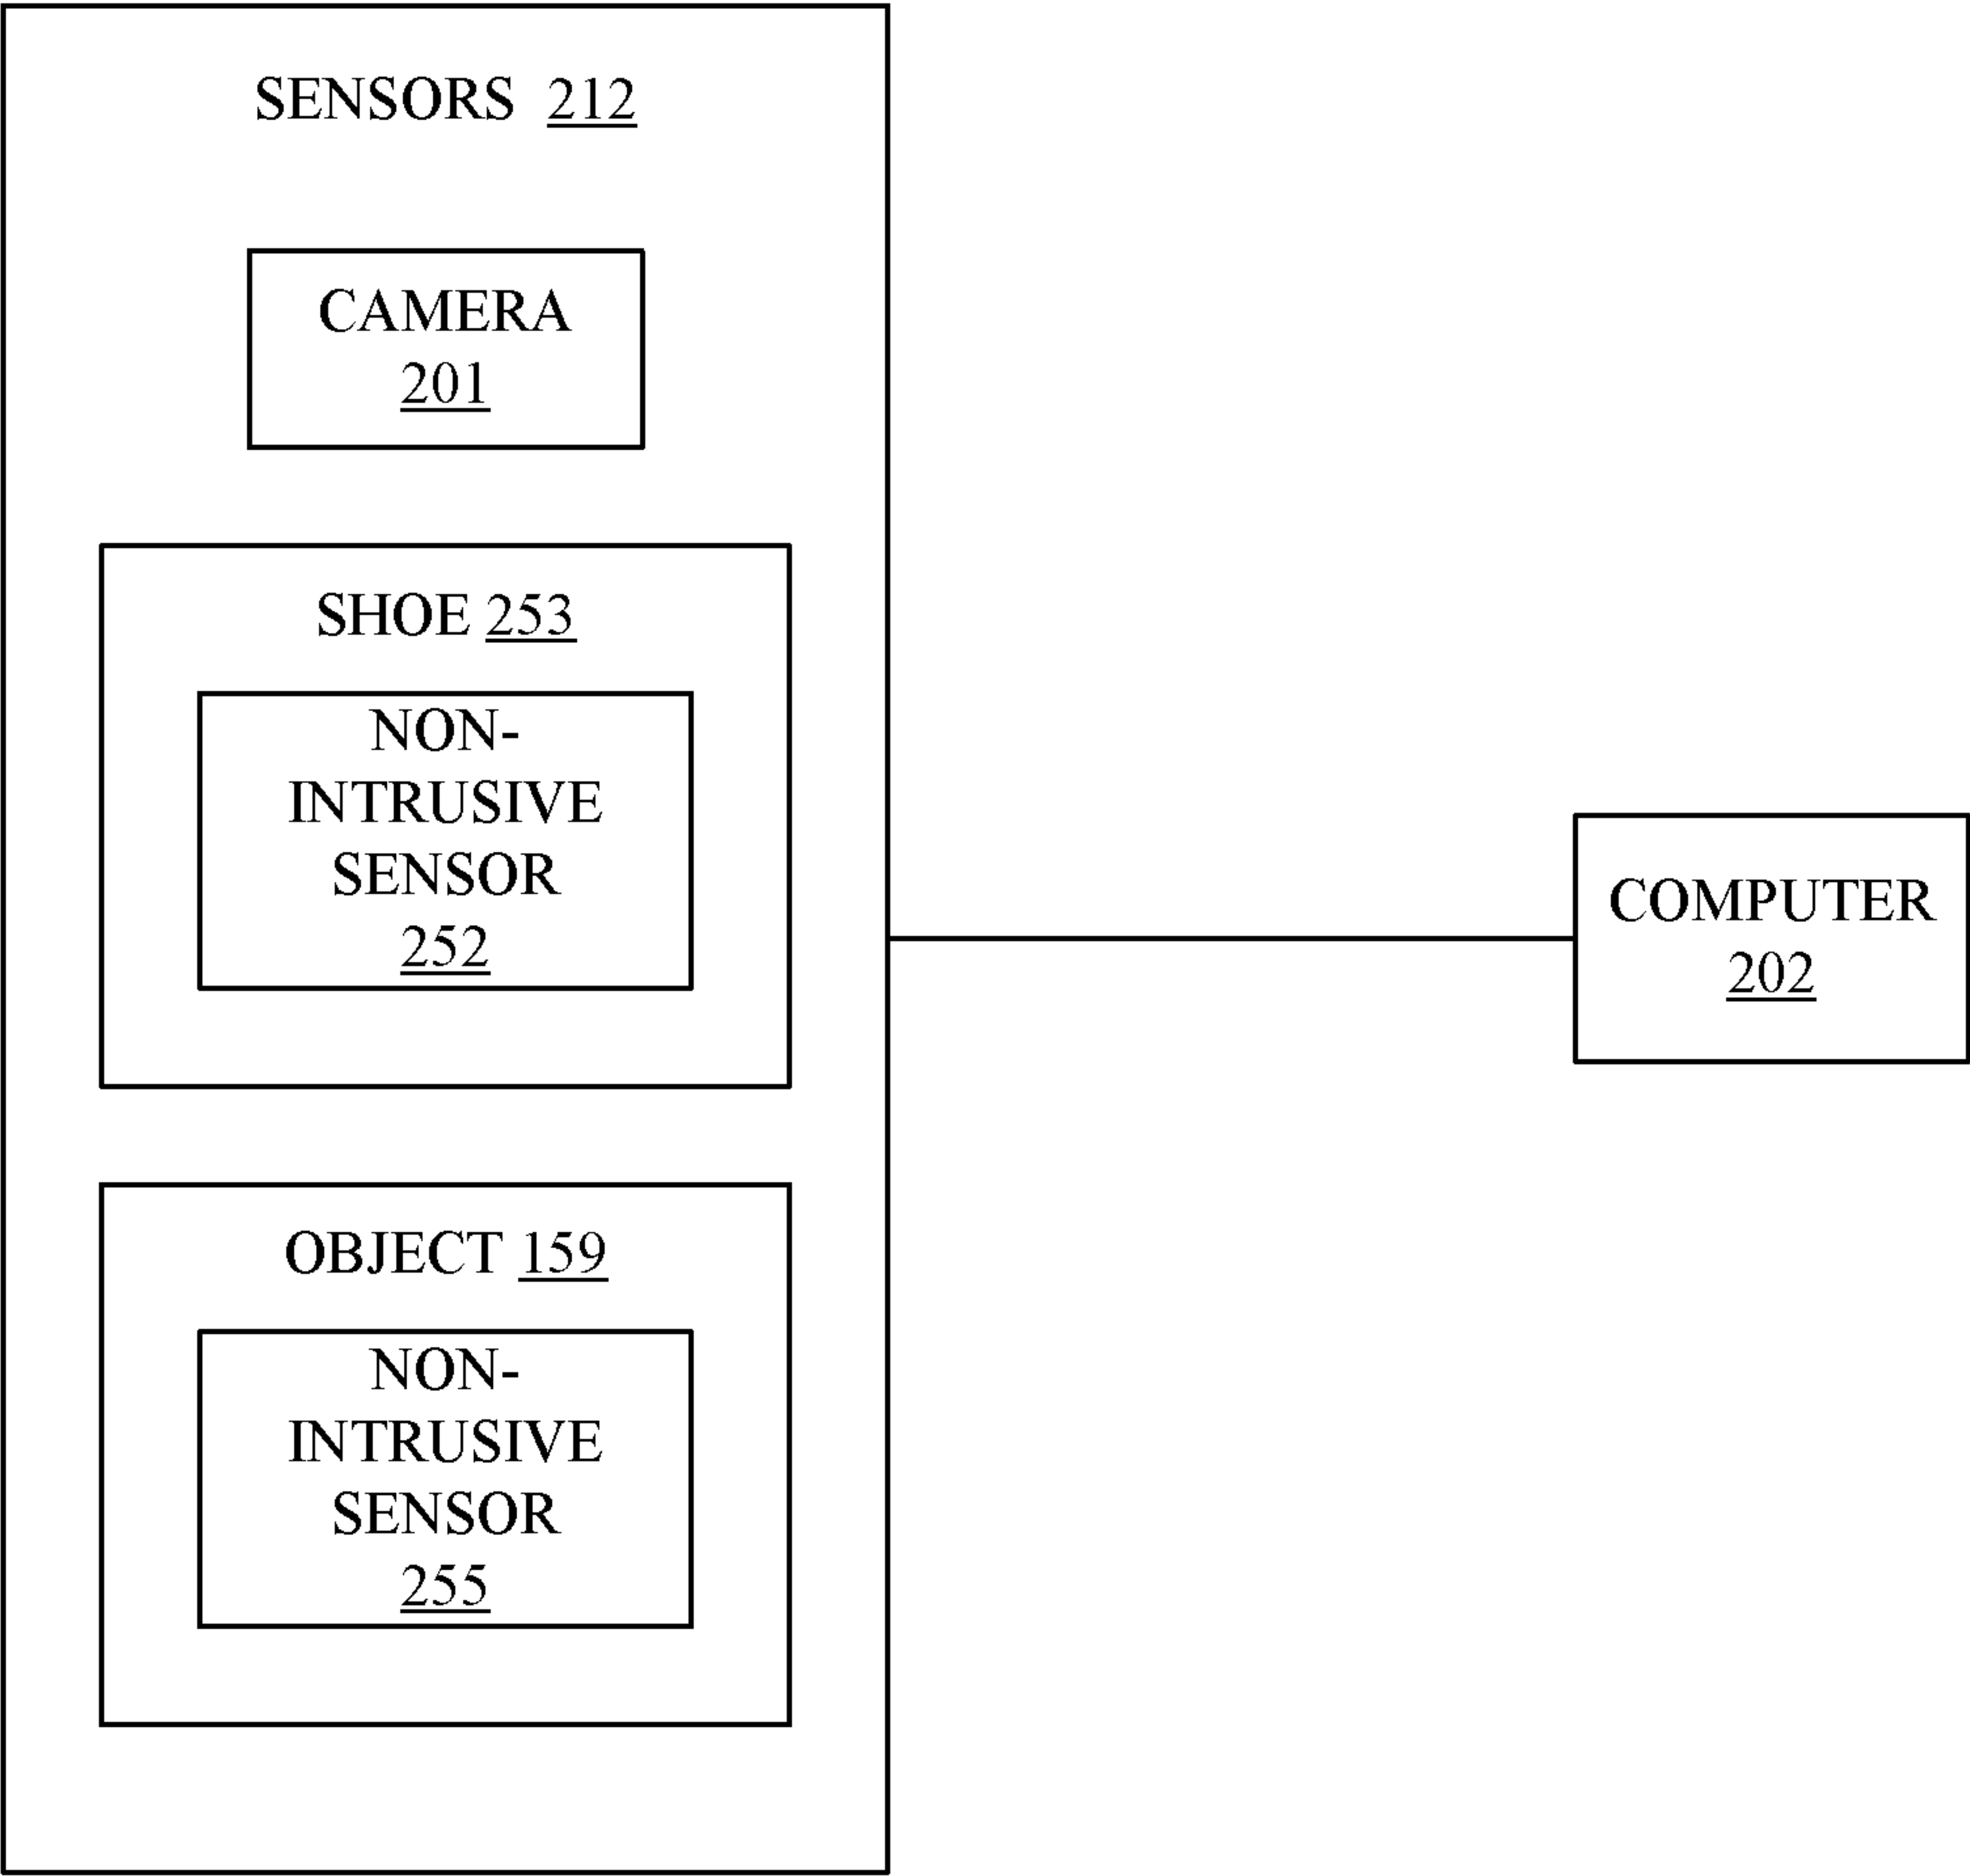 SENSORS 212
CAMERA
201
SHOE 253
NON-
INTRUSIVE
SENSOR
252
OBJECT 159
NON-
INTRUSIVE
SENSOR
255
COMPUTER
202